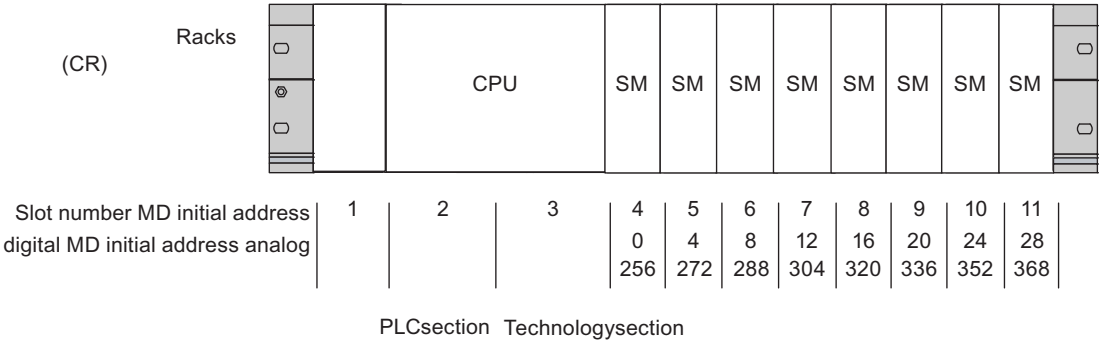 Racks
(CR)
CPU SM SM SM SM SM SM SM SM
Slot number MD initial address 1 2 3 4 5 6 7 8 9 10 11
digital MD initial address analog 0 4 8 12 16 20 24 28
256 272 288 304 320 336 352 368
PLCsection Technologysection